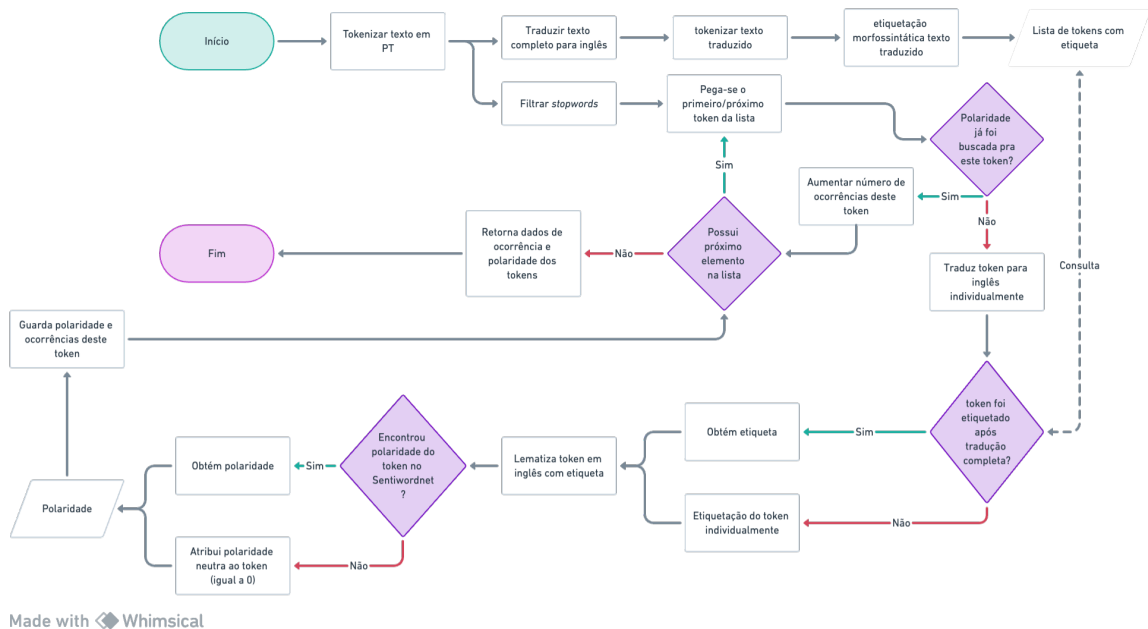 Início
Tokenizar texto em
PT
Traduzir texto
completo para inglês
tokenizar texto
traduzido
etiquetação
morfossintática texto
traduzido
Lista de tokens com
etiqueta
Filtrar stopwords
Pega-se o
primeiro/próximo
token da lista
Polaridade
já foi
buscada pra
este token?
Sim
Aumentar número de
ocorrências deste
token
Sim
Não
Fim
Retorna dados de
ocorrência e
polaridade dos
tokens
Não
Possui
próximo
elemento
na lista
Traduz token para
inglês
individualmente
Consulta
Guarda polaridade e
ocorrências deste
token
token foi
etiquetado
após
tradução
completa?
Sim
Obtém etiqueta
Não
Etiquetação do token
individualmente
Lematiza token em
inglês com etiqueta
Encontrou
polaridade do
token no
Sentiwordnet
?
Sim
Obtém polaridade
Não
Atribui polaridade
neutra ao token
(igual a 0)
Polaridade
Made with Whimsical